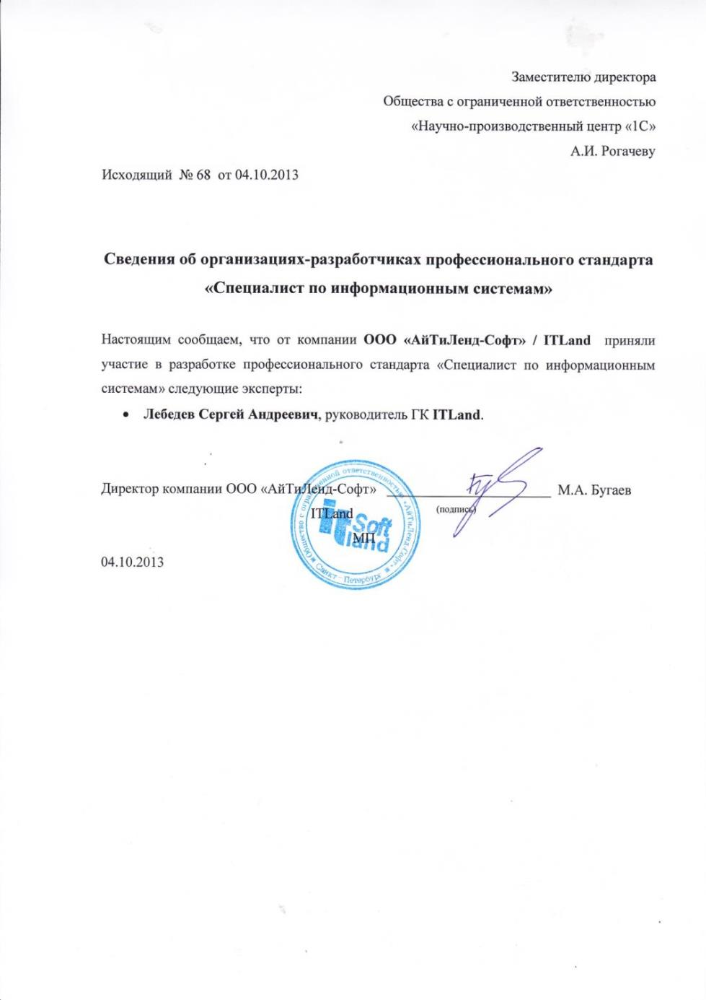 Заместителю директора
Общества с ограниченной ответственностью
«Научно-производственный центр «1С»
А.И. Рогачеву
Исходящий № 68 от 04.10.2013
Сведения об организациях-разработчиках профессионального стандарта
«Специалист по информационным системам»
Настоящим сообщаем, что от компании ООО «АйТиЛенд-Софт» / ITLand приняли
участие в разработке профессионального стандарта «Специалист по информационным
системам» следующие эксперты:
• Лебедев Сергей Андреевич, руководитель ГК ITLand.
Директор компании ООО «АйТиЛенд-Софт» ______________________ М.А. Бугаев
(подпись)
ITLand
МП
04.10.2013
Общество с ограниченной ответственностью «АйТиЛенд-Софт»
Санкт-Петербург
it Soft
land